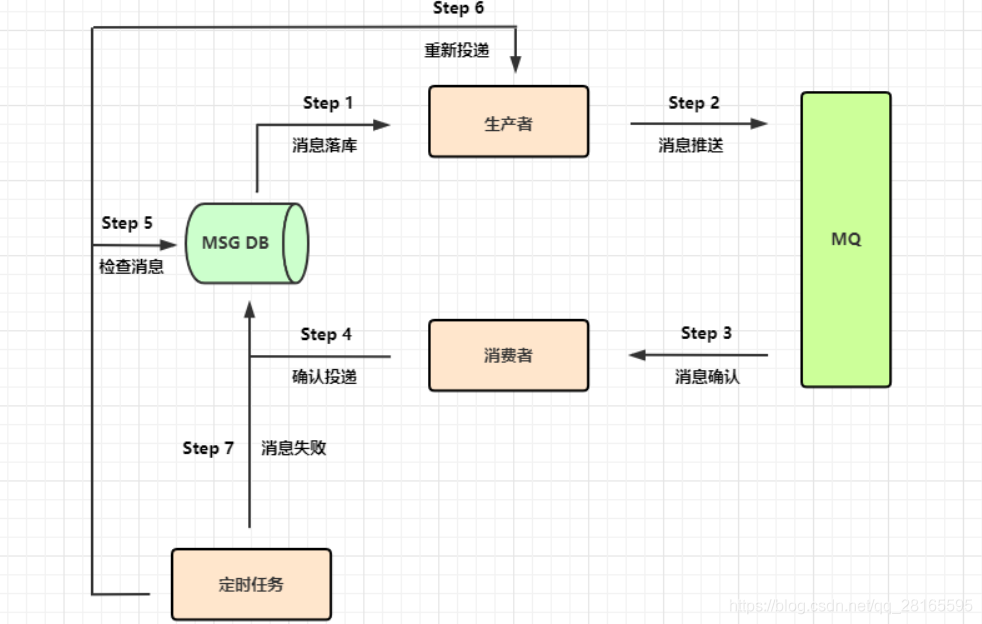 Step 6
重新投递
Step 1
消息落库
生产者
Step 2
消息推送
MQ
Step 5
检查消息
MSG DB
Step 4
确认投递
消费者
Step 3
消息确认
Step 7
消息失败
定时任务
https://blog.csdn.net/qq_28165595